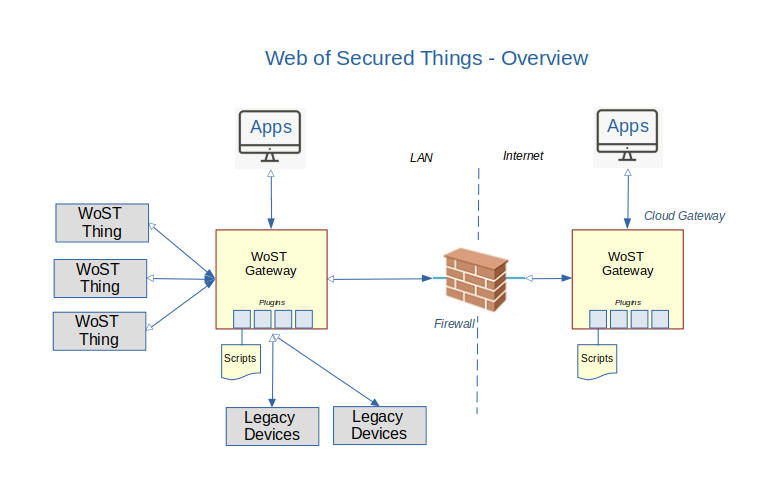 Web of Secured Things - Overview
Apps
Apps
LAN
Internet
Cloud Gateway
WoST
Thing
WoST
Thing
WoST
Thing
WoST
Gateway
Plugins
Scripts
Legacy
Devices
Legacy
Devices
Firewall
WoST
Gateway
Plugins
Scripts